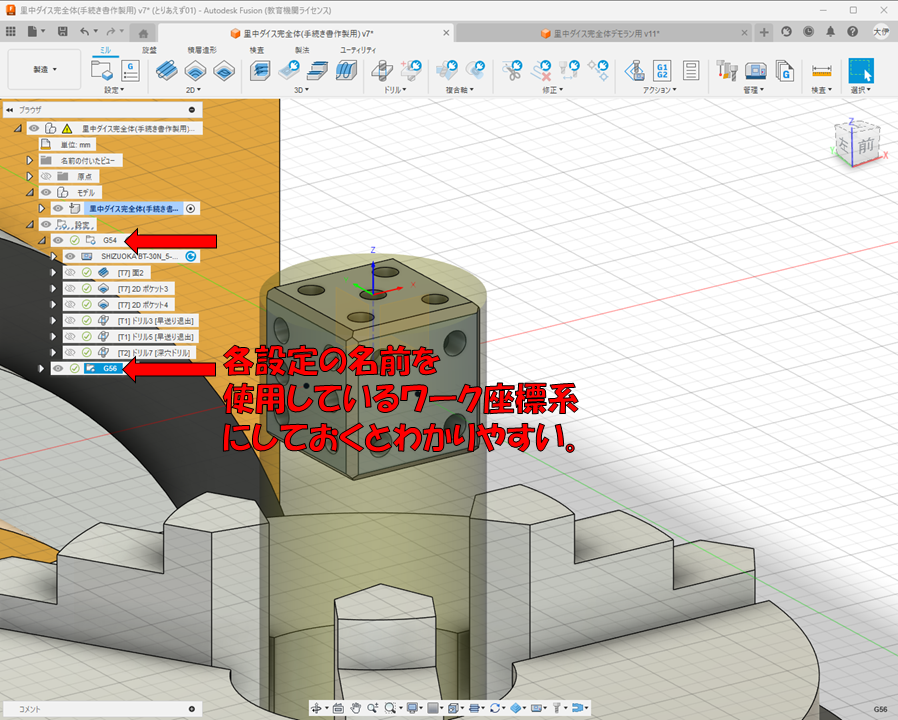 里中ダイス完全体(手続き書作製用) v7* (とりあえず01) - Autodesk Fusion (教育機関ライセンス)
里中ダイス完全体(手続き書作製用) v7*
里中ダイス完全体デモラン用 v11*
大伊
ミル
設備
積層造形
検査
製法
ユーティリティ
製造
G1
G2
設定
2D
3D
ドリル
複合軸
修正
アクション
管理
検査
選択
ブラウザ
里中ダイス完全体(手続き書作製用)...
単位: mm
名前の付いたビュー
原点
モデル
里中ダイス完全体(手続き書...
設定
G54
SHIZUOKA BT-30N_5-...
[T7] 面2
[T7] 2D ポケット3
[T7] 2D ポケット4
[T1] ドリル3 [早送り退出]
[T1] ドリル5 [早送り退出]
[T2] ドリル7 [深穴ドリル]
G56
Z
左
前
X
Y
Z
X
各設定の名前を
使用しているワーク座標系
にしておくとわかりやすい。
コメント
G56